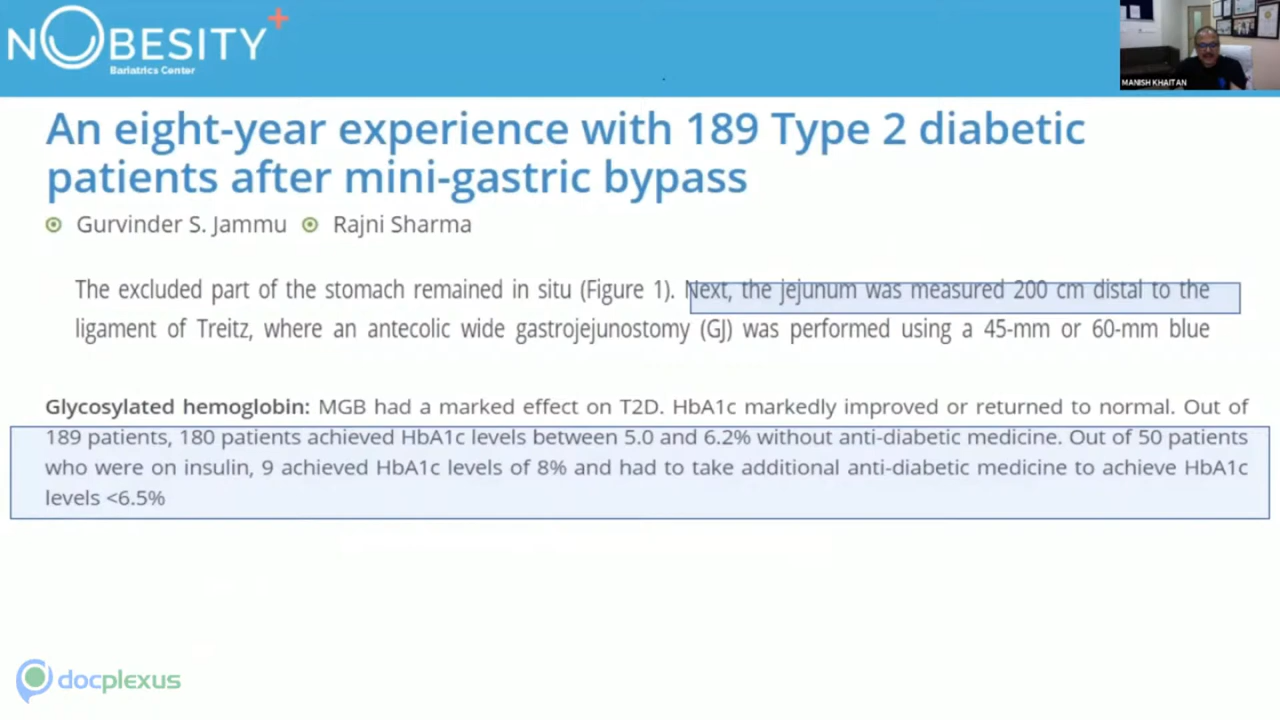 NOBESITY+
Bariatrics Center
MANISH KHAITAN
An eight-year experience with 189 Type 2 diabetic
patients after mini-gastric bypass
Gurvinder S. Jammu Rajni Sharma
The excluded part of the stomach remained in situ (Figure 1). Next, the jejunum was measured 200 cm distal to the
ligament of Treitz, where an antecolic wide gastrojejunostomy (GJ) was performed using a 45-mm or 60-mm blue
Glycosylated hemoglobin: MGB had a marked effect on T2D. HbA1c markedly improved or returned to normal. Out of
189 patients, 180 patients achieved HbA1c levels between 5.0 and 6.2% without anti-diabetic medicine. Out of 50 patients
who were on insulin, 9 achieved HbA1c levels of 8% and had to take additional anti-diabetic medicine to achieve HbA1c
levels <6.5%
docplexus